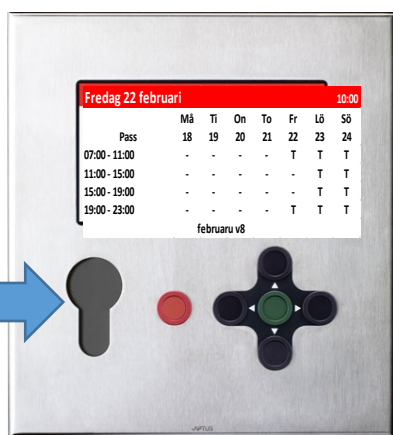 Fredag 22 februari 10:00
Må Ti On To Fr Lö Sö
Pass 18 19 20 21 22 23 24
07:00 - 11:00 - - - - T T T
11:00 - 15:00 - - - - - T T
15:00 - 19:00 - - - - - T T
19:00 - 23:00 - - - - T T T
februaru v8
APTUS